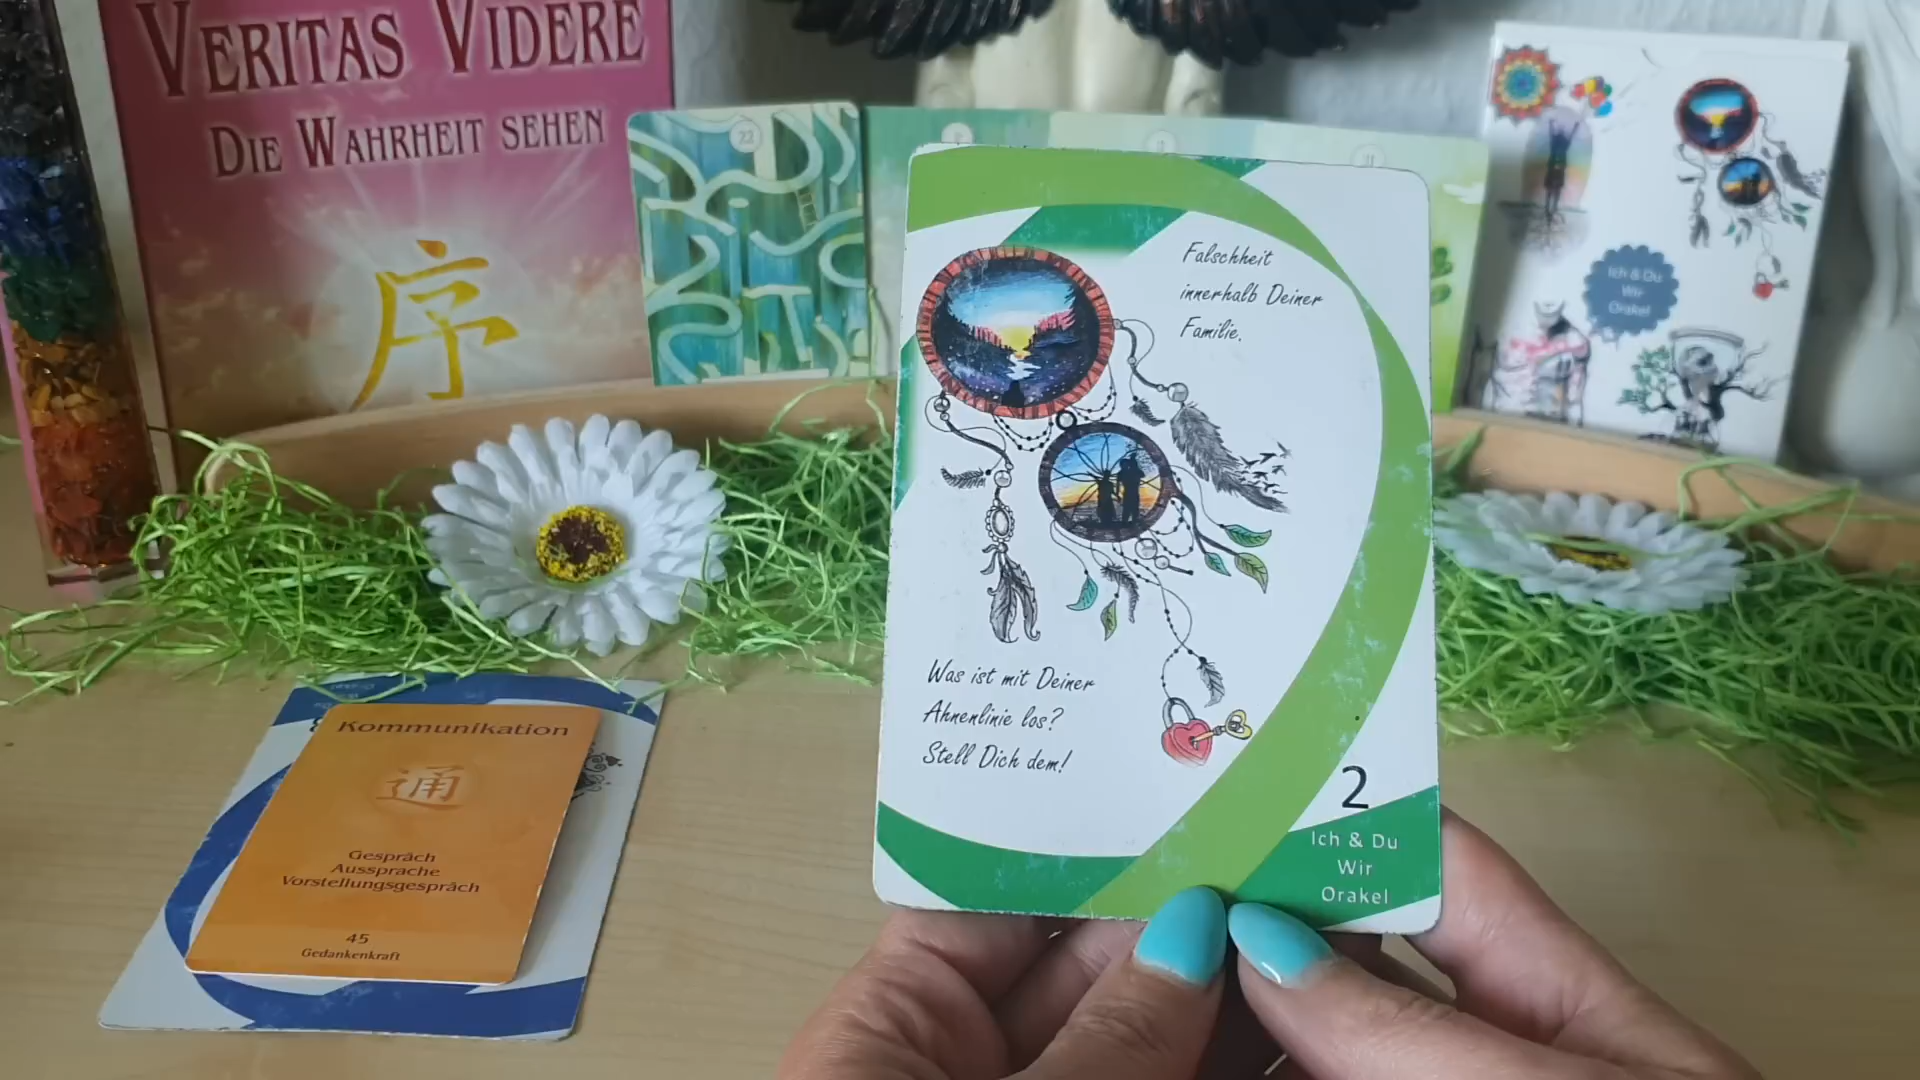 VERITAS VIDERE
DIE WAHRHEIT SEHEN
序
22
Falschheit
innerhalb Deiner
Familie.
Was ist mit Deiner
Ahnenlinie los?
Stell Dich dem!
2
Ich & Du
Wir
Orakel
Ich & Du
Wir
Orakel
Kommunikation
通
Gespräch
Aussprache
Vorstellungsgespräch
45
Gedankenkraft